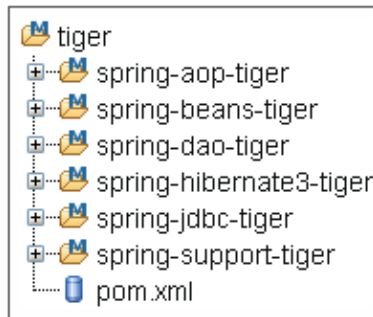 tiger
spring-aop-tiger
spring-beans-tiger
spring-dao-tiger
spring-hibernate3-tiger
spring-jdbc-tiger
spring-support-tiger
pom.xml